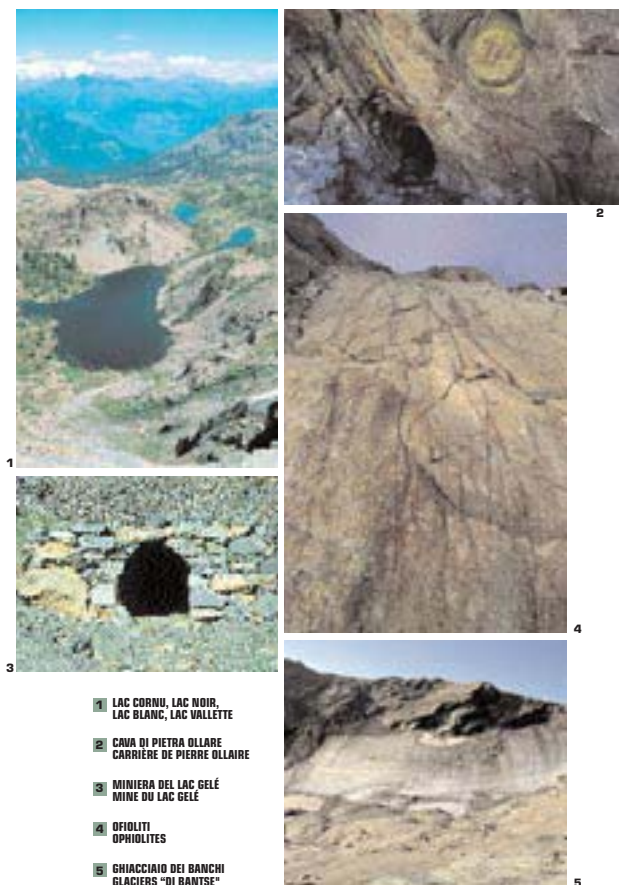 2
1
4
3
1 LAC CORNU, LAC NOIR,
LAC BLANC, LAC VALLETTE
2 CAVA DI PIETRA OLLARE
CARRIÈRE DE PIERRE OLLAIRE
3 MINIERA DEL LAC GELÉ
MINE DU LAC GELÉ
4 OFIOLITI
OPHIOLITES
5 GHIACCIAIO DEI BANCHI
GLACIERS "DI BANTSE"
5